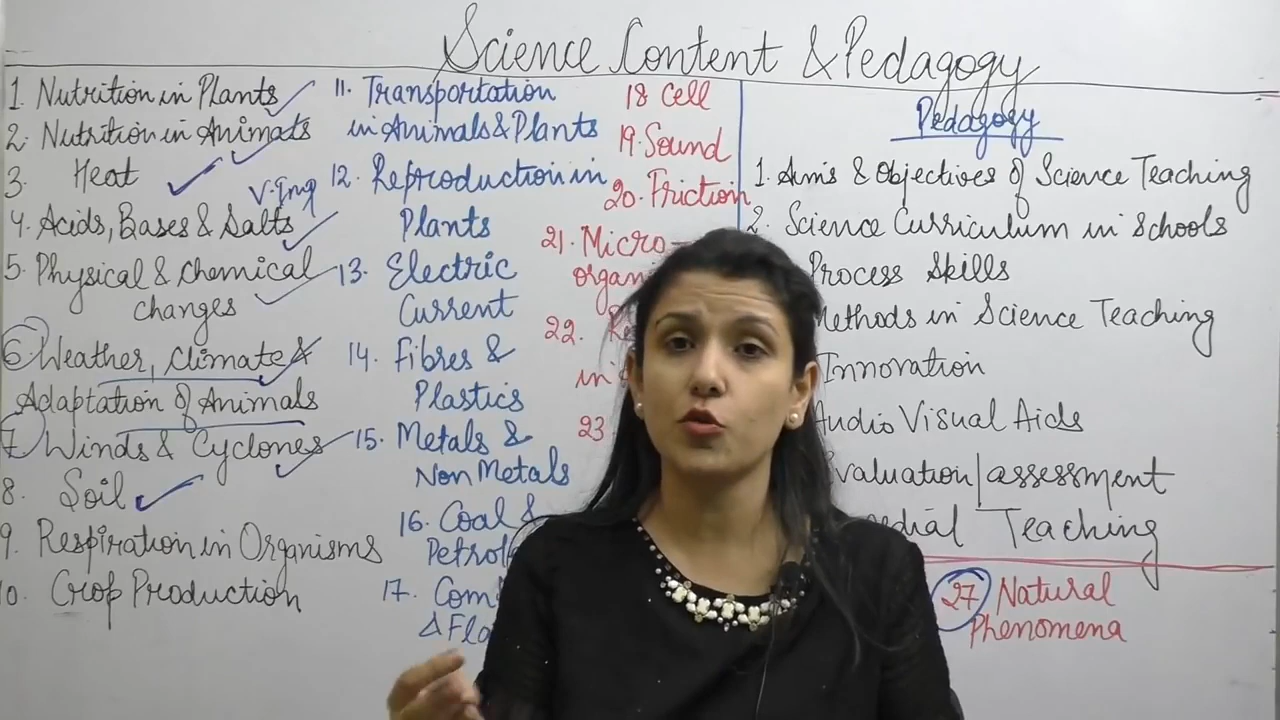 Science Content & Pedagogy
1. Nutrition in Plants
2. Nutrition in Animals
3. Heat
V. Imq
4. Acids, Bases & Salts
5. Physical & Chemical
changes
6 Weather, Climate &
Adaptation of Animals
7. Winds & Cyclones
8. Soil
9. Respiration in Organisms
10. Crop Production
11. Transportation
in Animals & Plants
12. Reproduction in
Plants
13. Electric
Current
14. Fibres &
Plastics
15. Metals &
Non Metals
16. Coal &
17.
18 Cell
19. Sound
20. Friction
21. Micro-
22.
in
23
Pedagogy
1. Aims & Objectives of Science Teaching
2. Science Curriculum in Schools
Process Skills
Methods in Science Teaching
Innovation
Audio Visual Aids
Evaluation/assessment
Teaching
27 Natural
Phenomena